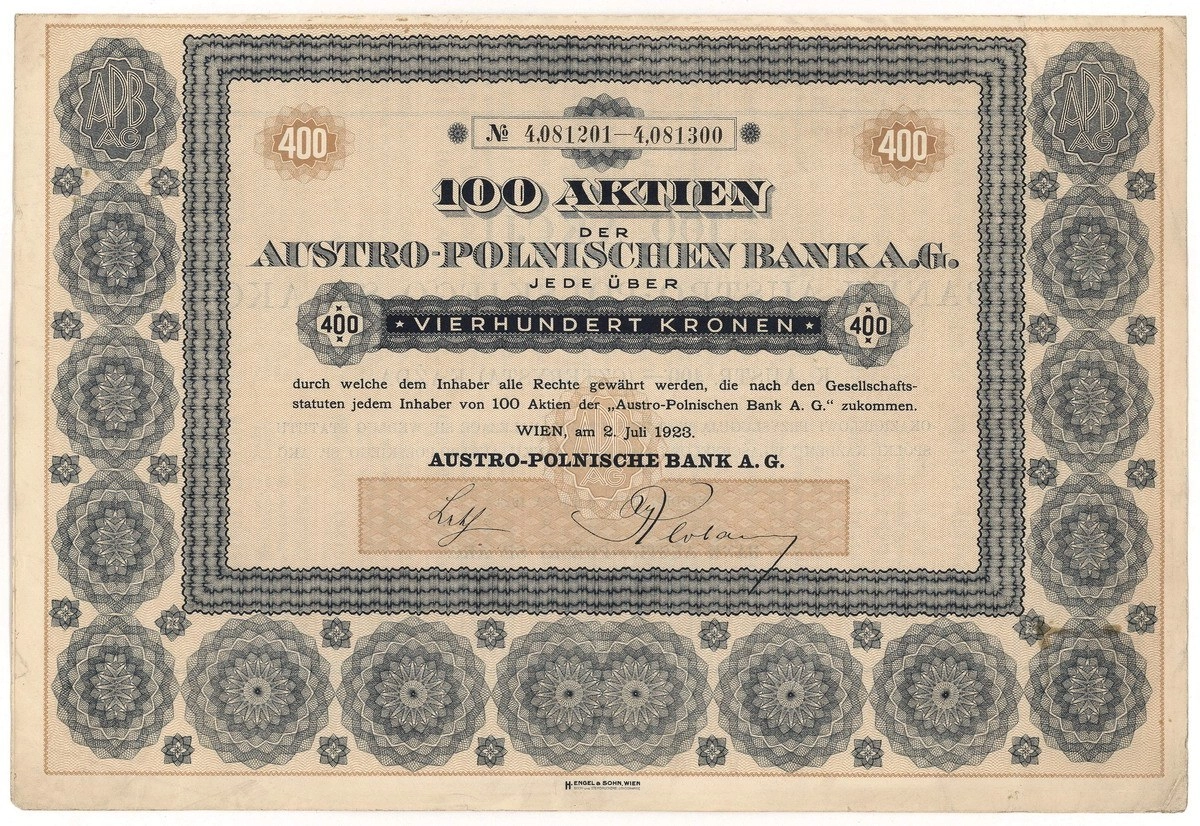 APB
AG
APB
AG
400
№ 4,081201—4,081300
400
100 AKTIEN
DER
AUSTRO-POLNISCHEN BANK A.G.
JEDE ÜBER
400 * VIERHUNDERT KRONEN * 400
durch welche dem Inhaber alle Rechte gewährt werden, die nach den Gesellschafts-
statuten jedem Inhaber von 100 Aktien der „Austro-Polnischen Bank A. G.“ zukommen.
WIEN, am 2. Juli 1923.
AUSTRO-POLNISCHE BANK A. G.
APB
AG
H. ENGEL & SOHN, WIEN